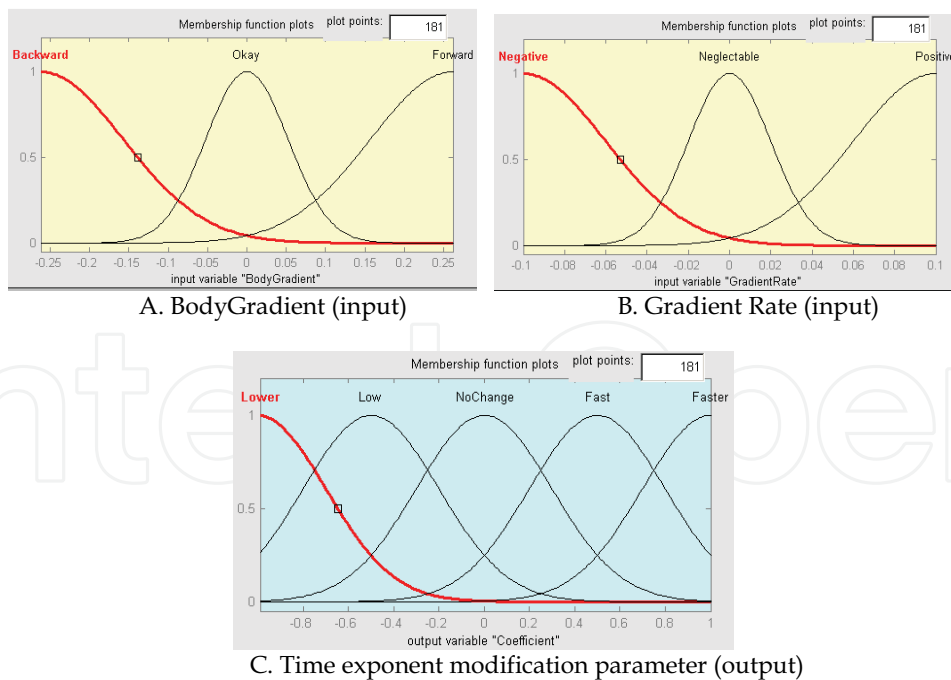 Membership function plots plot points: 181
Backward Okay Forward
1
0.5
0
-0.25 -0.2 -0.15 -0.1 -0.05 0 0.05 0.1 0.15 0.2 0.25
input variable "BodyGradient"
A. BodyGradient (input)
Membership function plots plot points: 181
Negative Neglectable Positive
1
0.5
0
-0.1 -0.08 -0.06 -0.04 -0.02 0 0.02 0.04 0.06 0.08 0.1
input variable "GradientRate"
B. Gradient Rate (input)
Membership function plots plot points: 181
Lower Low NoChange Fast Faster
1
0.5
0
-0.8 -0.6 -0.4 -0.2 0 0.2 0.4 0.6 0.8 1
output variable "Coefficient"
C. Time exponent modification parameter (output)